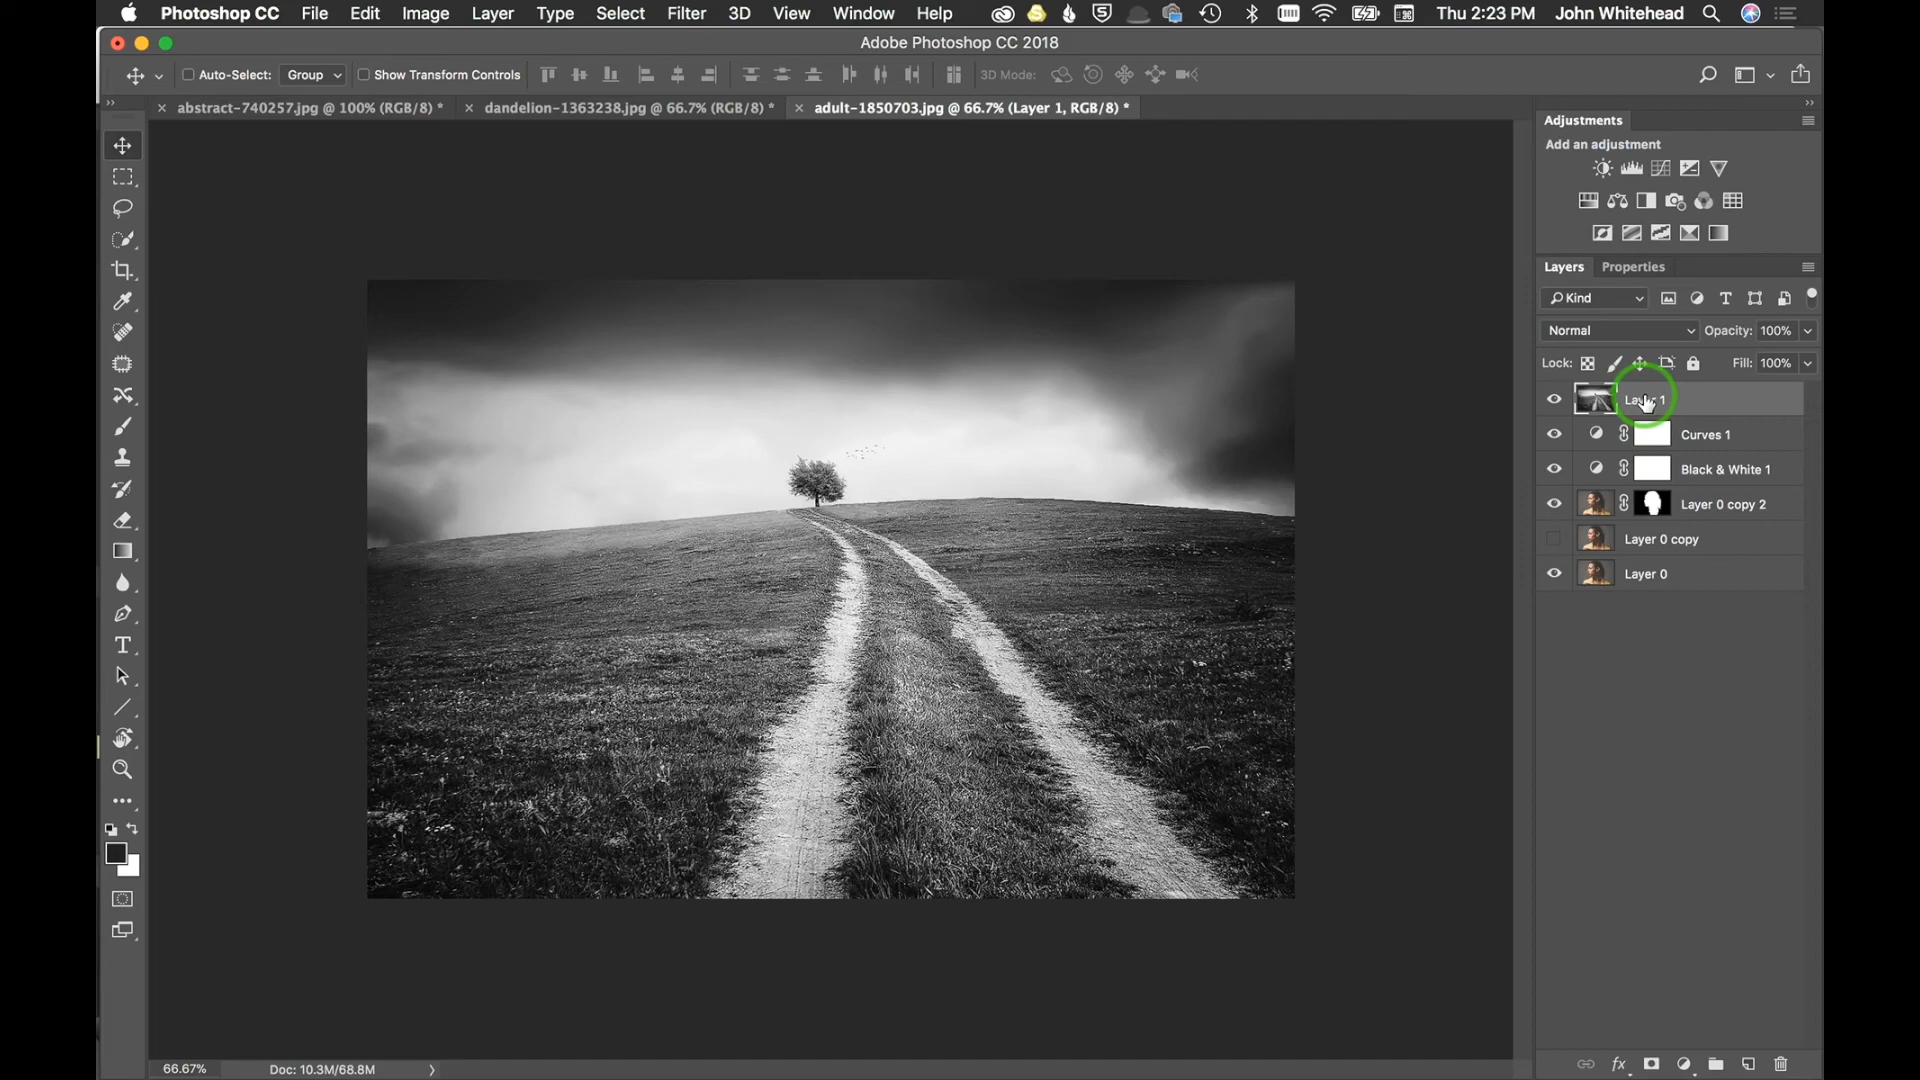 Photoshop CC File Edit Image Layer Type Select Filter 3D View Window Help Thu 2:23 PM John Whitehead
Adobe Photoshop CC 2018
Auto-Select: Group Show Transform Controls 3D Mode:
abstract-740257.jpg @ 100% (RGB/8) * dandelion-1363238.jpg @ 66.7% (RGB/8) * adult-1850703.jpg @ 66.7% (Layer 1, RGB/8) *
Adjustments
Add an adjustment
Layers Properties
Kind
Normal Opacity: 100%
Lock: Fill: 100%
Layer 1
Curves 1
Black & White 1
Layer 0 copy 2
Layer 0 copy
Layer 0
fx
66.67% Doc: 10.3M/68.8M